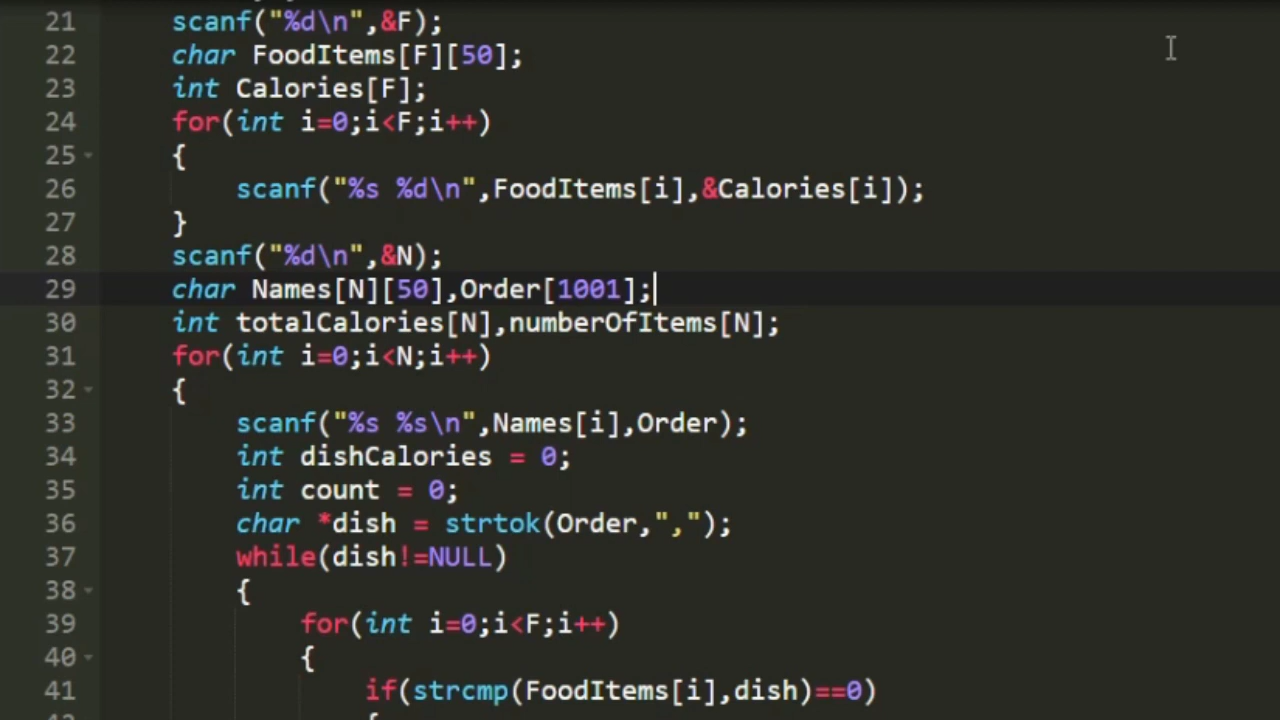 21 scanf("%d\n",&F);
22 char FoodItems[F][50];
23 int Calories[F];
24 for(int i=0;i<F;i++)
25 {
26 scanf("%s %d\n",FoodItems[i],&Calories[i]);
27 }
28 scanf("%d\n",&N);
29 char Names[N][50],Order[1001];
30 int totalCalories[N],numberOfItems[N];
31 for(int i=0;i<N;i++)
32 {
33 scanf("%s %s\n",Names[i],Order);
34 int dishCalories = 0;
35 int count = 0;
36 char *dish = strtok(Order,",");
37 while(dish!=NULL)
38 {
39 for(int i=0;i<F;i++)
40 {
41 if(strcmp(FoodItems[i],dish)==0)